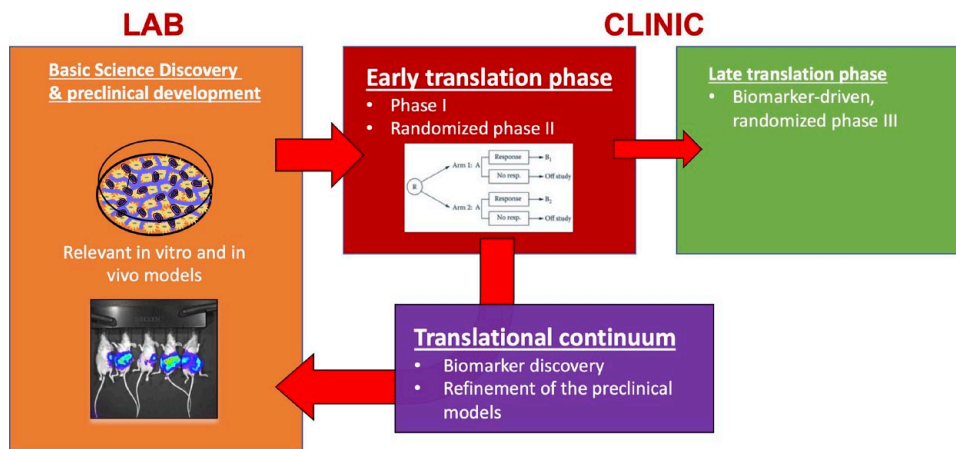 LAB
CLINIC
Basic Science Discovery
& preclinical development
Relevant in vitro and in
vivo models
Early translation phase
• Phase I
• Randomized phase II
R
Arm 1: A
Response
B₁
No resp.
Off study
Arm 2: A
Response
B₂
No resp.
Off study
Late translation phase
• Biomarker-driven,
randomized phase III
Translational continuum
• Biomarker discovery
• Refinement of the preclinical
models